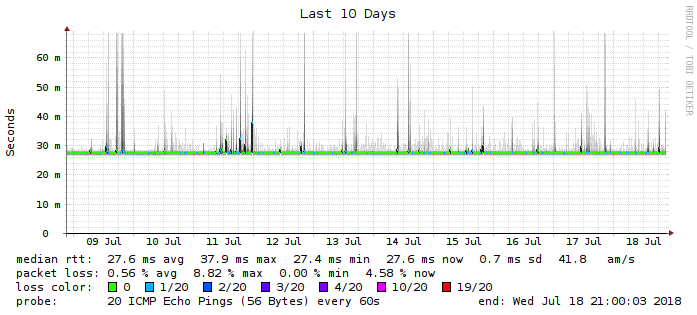 Last 10 Days
RRDTOOL / TOBI OETIKER
Seconds
60 m
50 m
40 m
30 m
20 m
10 m
0
09 Jul 10 Jul 11 Jul 12 Jul 13 Jul 14 Jul 15 Jul 16 Jul 17 Jul 18 Jul
median rtt: 27.6 ms avg 37.9 ms max 27.4 ms min 27.6 ms now 0.7 ms sd 41.8 am/s
packet loss: 0.56 % avg 8.82 % max 0.00 % min 4.58 % now
loss color: 0 1/20 2/20 3/20 4/20 10/20 19/20
probe: 20 ICMP Echo Pings (56 Bytes) every 60s end: Wed Jul 18 21:00:03 2018